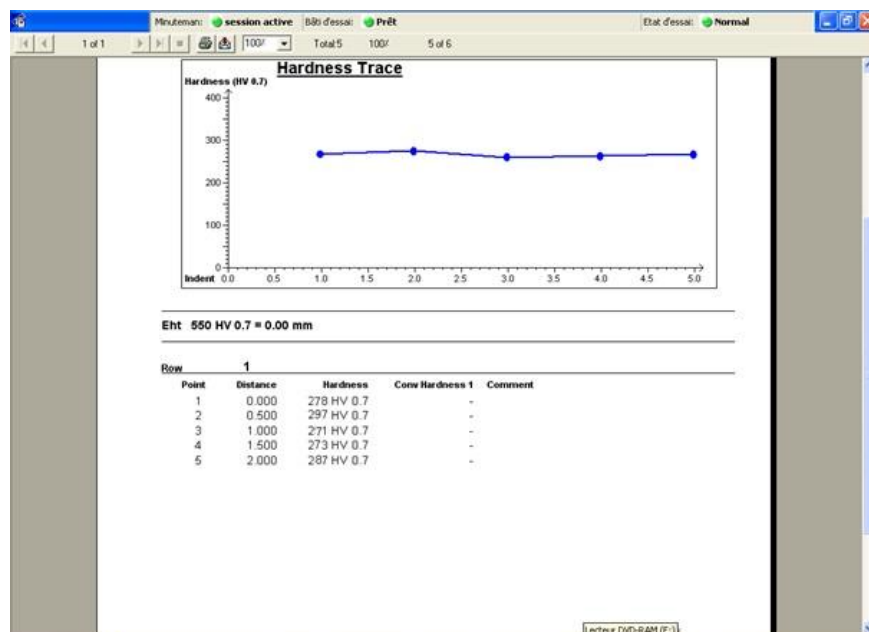 Minuteman: session active Bâti d'essai: Prêt Etat d'essai: Normal
1 of 1 100% Total:5 100% 5 of 6
Hardness Trace
Hardness (HV 0.7)
400
300
200
100
0
Indent 0.0 0.5 1.0 1.5 2.0 2.5 3.0 3.5 4.0 4.5 5.0
Eht 550 HV 0.7 = 0.00 mm
Row 1
Point Distance Hardness Conv Hardness 1 Comment
1 0.000 278 HV 0.7 -
2 0.500 297 HV 0.7 -
3 1.000 271 HV 0.7 -
4 1.500 273 HV 0.7 -
5 2.000 287 HV 0.7 -
Lecteur DVD-RAM (E:)